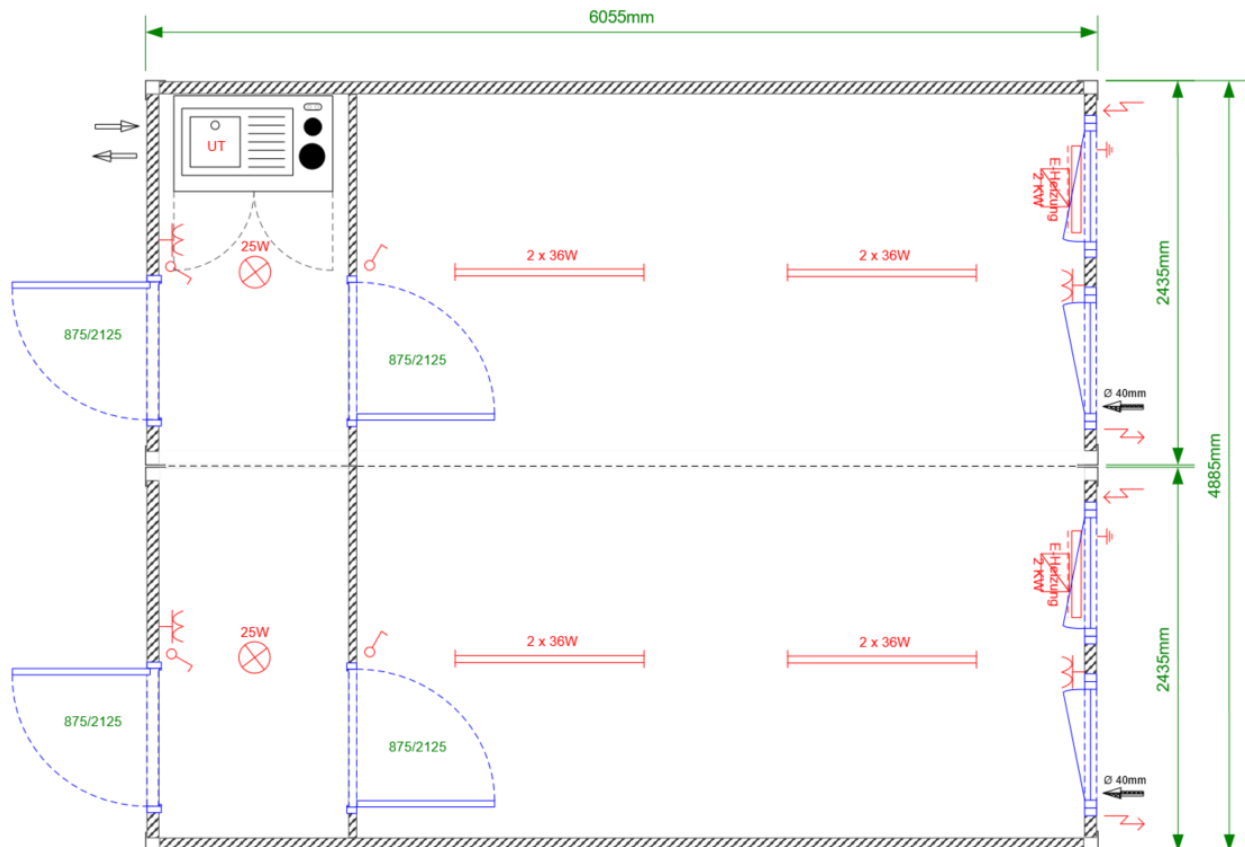 6055mm
UT
E-Heizung
2 KW
25W
2 x 36W
2 x 36W
2435mm
875/2125
875/2125
Ø 40mm
4885mm
E-Heizung
2 KW
25W
2 x 36W
2 x 36W
2435mm
875/2125
875/2125
Ø 40mm